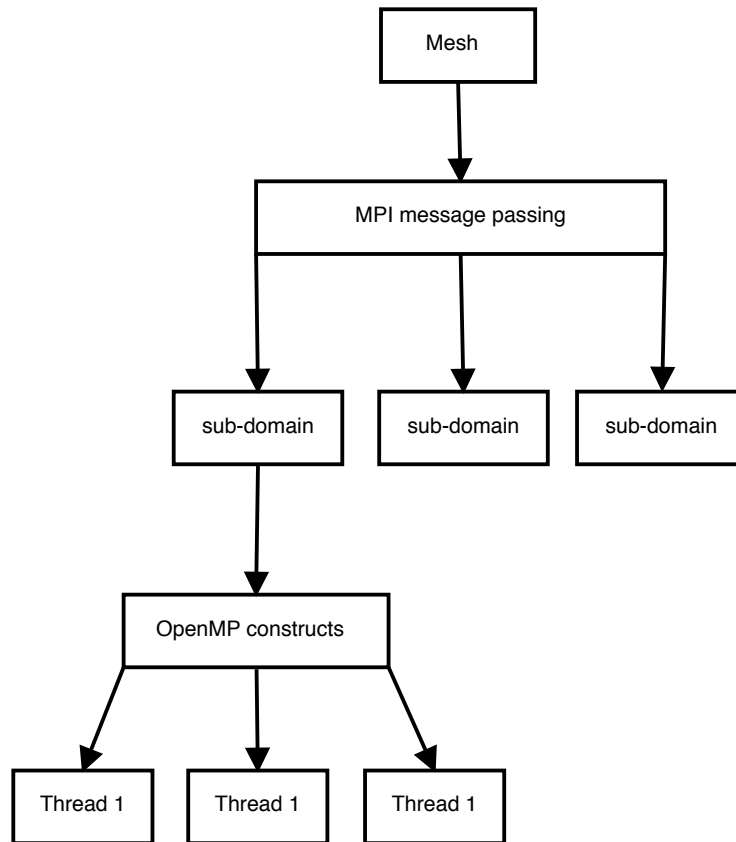 Mesh
MPI message passing
sub-domain
sub-domain
sub-domain
OpenMP constructs
Thread 1
Thread 1
Thread 1